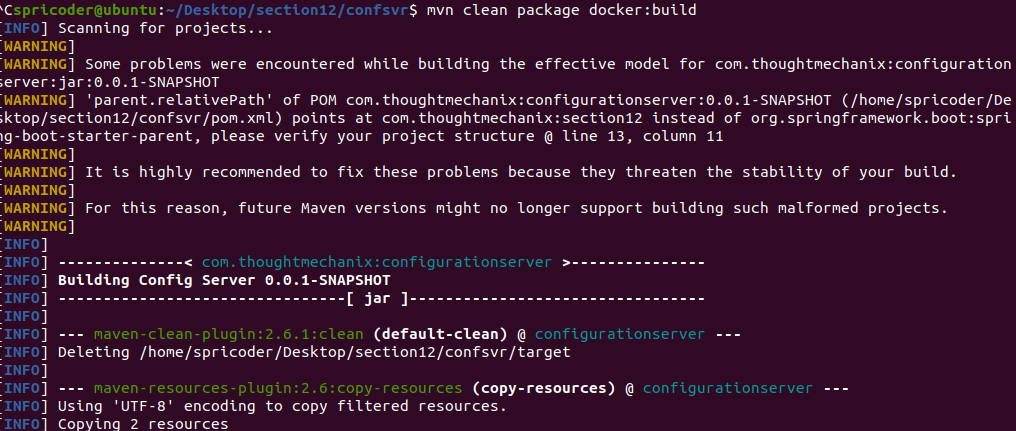 ^Cspricoder@ubuntu:~/Desktop/section12/confsvr$ mvn clean package docker:build
[INFO] Scanning for projects...
[WARNING]
[WARNING] Some problems were encountered while building the effective model for com.thoughtmechanix:configuration
server:jar:0.0.1-SNAPSHOT
[WARNING] 'parent.relativePath' of POM com.thoughtmechanix:configurationserver:0.0.1-SNAPSHOT (/home/spricoder/De
sktop/section12/confsvr/pom.xml) points at com.thoughtmechanix:section12 instead of org.springframework.boot:spri
ng-boot-starter-parent, please verify your project structure @ line 13, column 11
[WARNING]
[WARNING] It is highly recommended to fix these problems because they threaten the stability of your build.
[WARNING]
[WARNING] For this reason, future Maven versions might no longer support building such malformed projects.
[WARNING]
[INFO]
[INFO] --------------< com.thoughtmechanix:configurationserver >---------------
[INFO] Building Config Server 0.0.1-SNAPSHOT
[INFO] --------------------------------[ jar ]---------------------------------
[INFO]
[INFO] --- maven-clean-plugin:2.6.1:clean (default-clean) @ configurationserver ---
[INFO] Deleting /home/spricoder/Desktop/section12/confsvr/target
[INFO]
[INFO] --- maven-resources-plugin:2.6:copy-resources (copy-resources) @ configurationserver ---
[INFO] Using 'UTF-8' encoding to copy filtered resources.
[INFO] Copying 2 resources